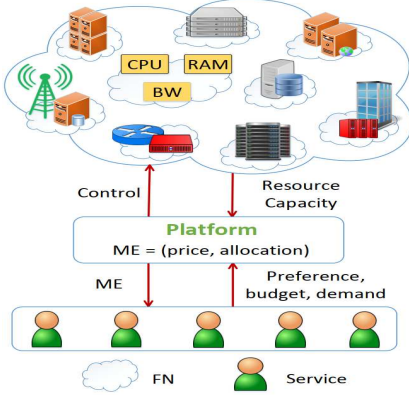 CPU
RAM
BW
Control
Resource
Capacity
Platform
ME = (price, allocation)
ME
Preference,
budget, demand
FN
Service